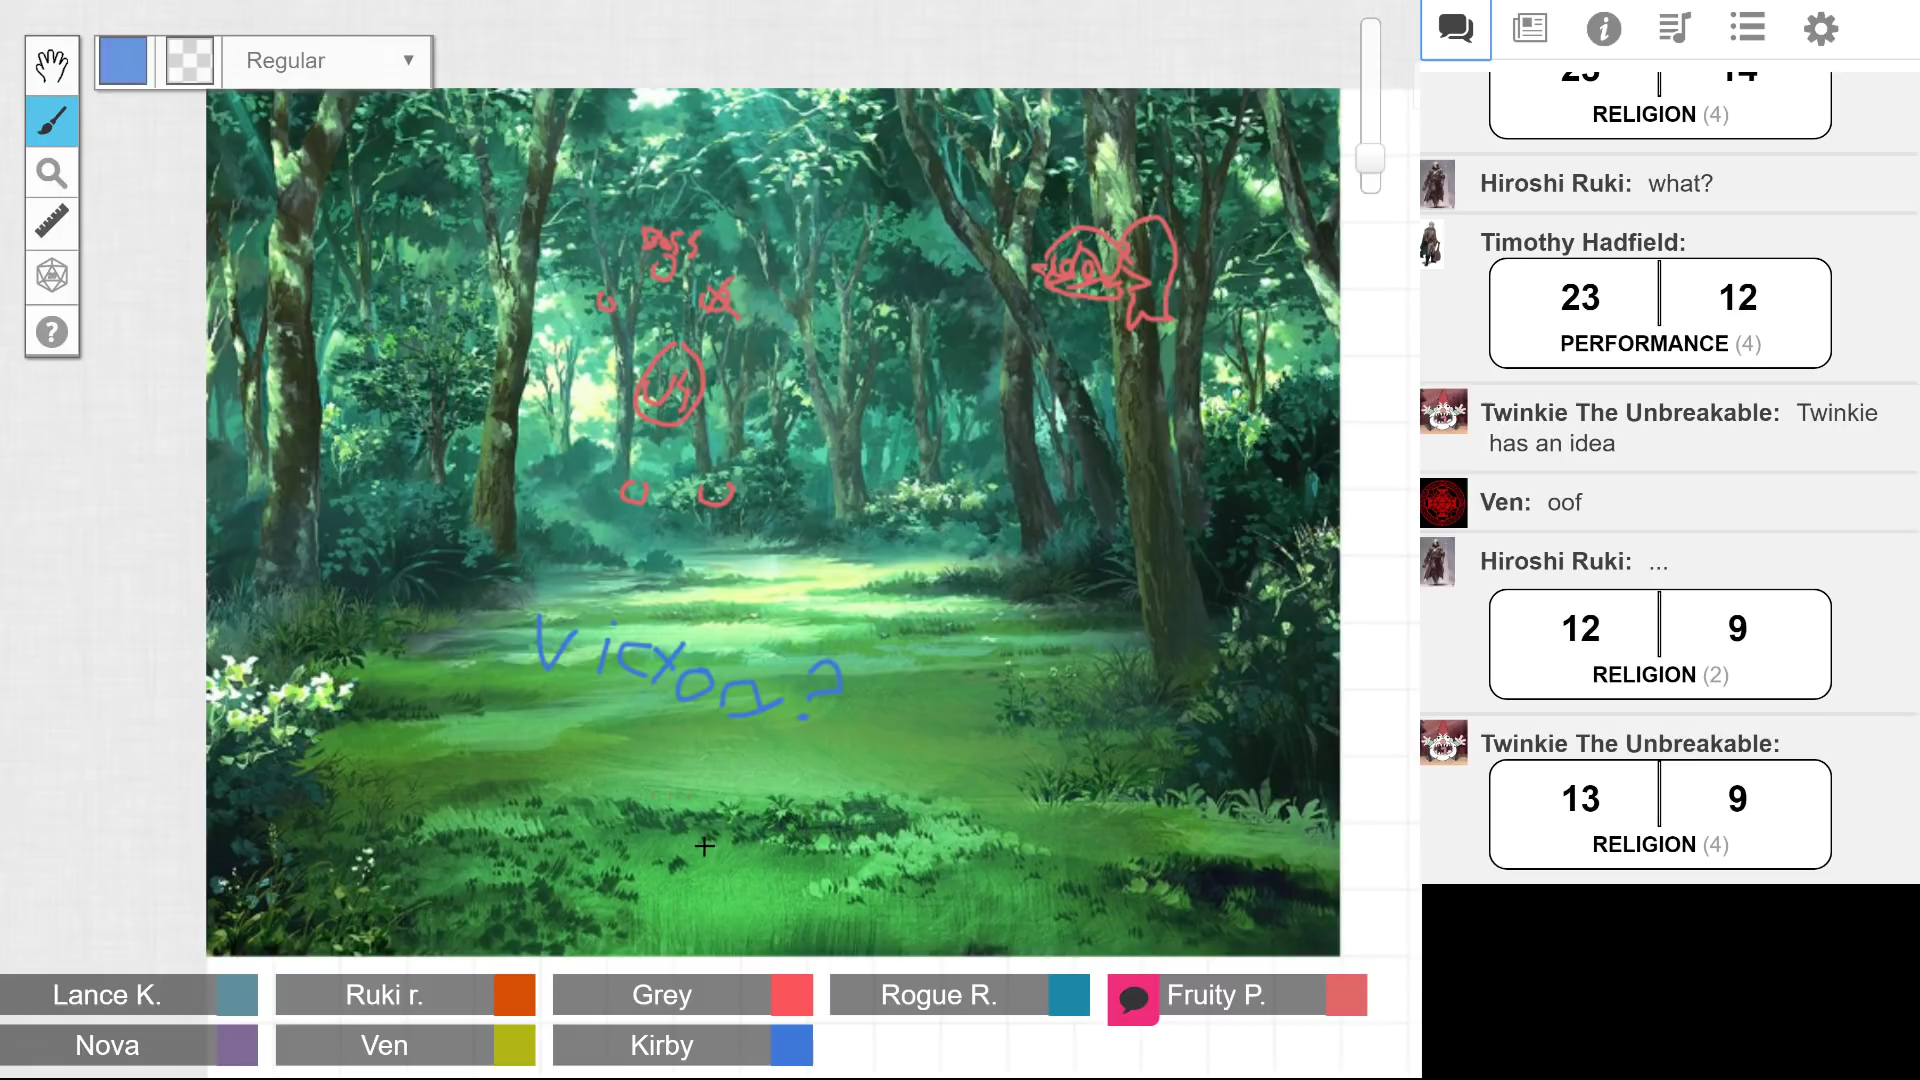 Regular
RELIGION (4)
Hiroshi Ruki: what?
Timothy Hadfield:
23 12
PERFORMANCE (4)
Twinkie The Unbreakable: Twinkie
has an idea
Ven: oof
Hiroshi Ruki: ...
12 9
RELIGION (2)
Twinkie The Unbreakable:
13 9
RELIGION (4)
Boss
us
Lance K.
Ruki r.
Grey
Rogue R.
Fruity P.
Nova
Ven
Kirby